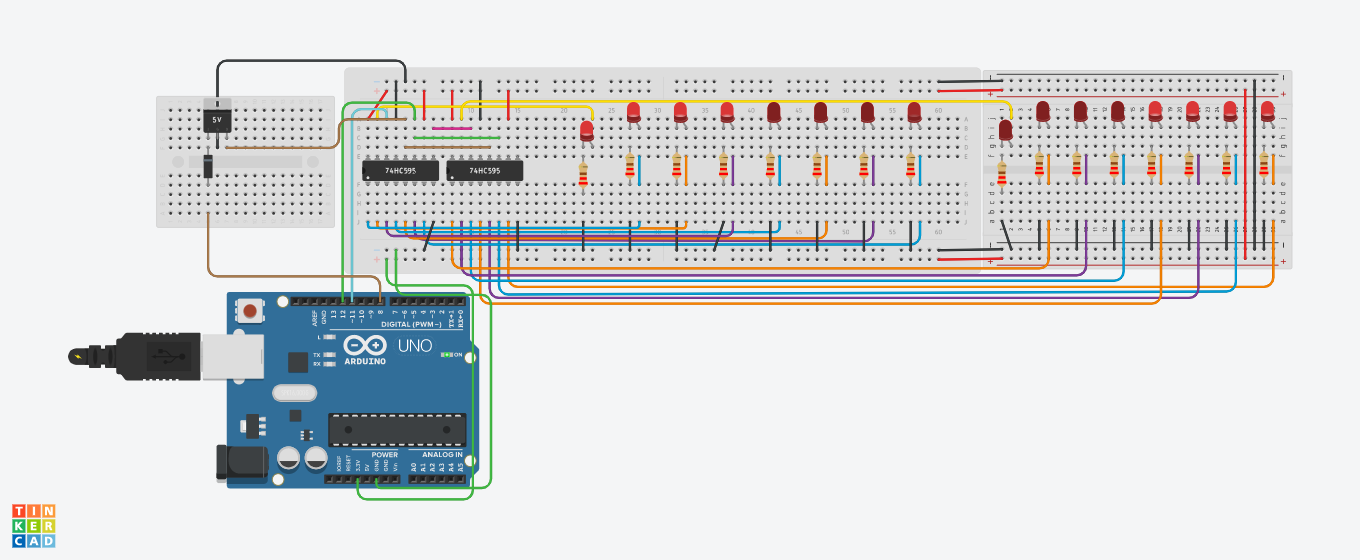 5V
74HC595
74HC595
AREF
GND
13
12
~11
~10
~9
8
7
~6
~5
4
~3
2
TX→1
RX←0
DIGITAL (PWM~)
L
TX
RX
UNO
ARDUINO
ON
POWER
ANALOG IN
IOREF
RESET
3.3V
5V
GND
GND
Vin
A0
A1
A2
A3
A4
A5
TIN
KER
CAD